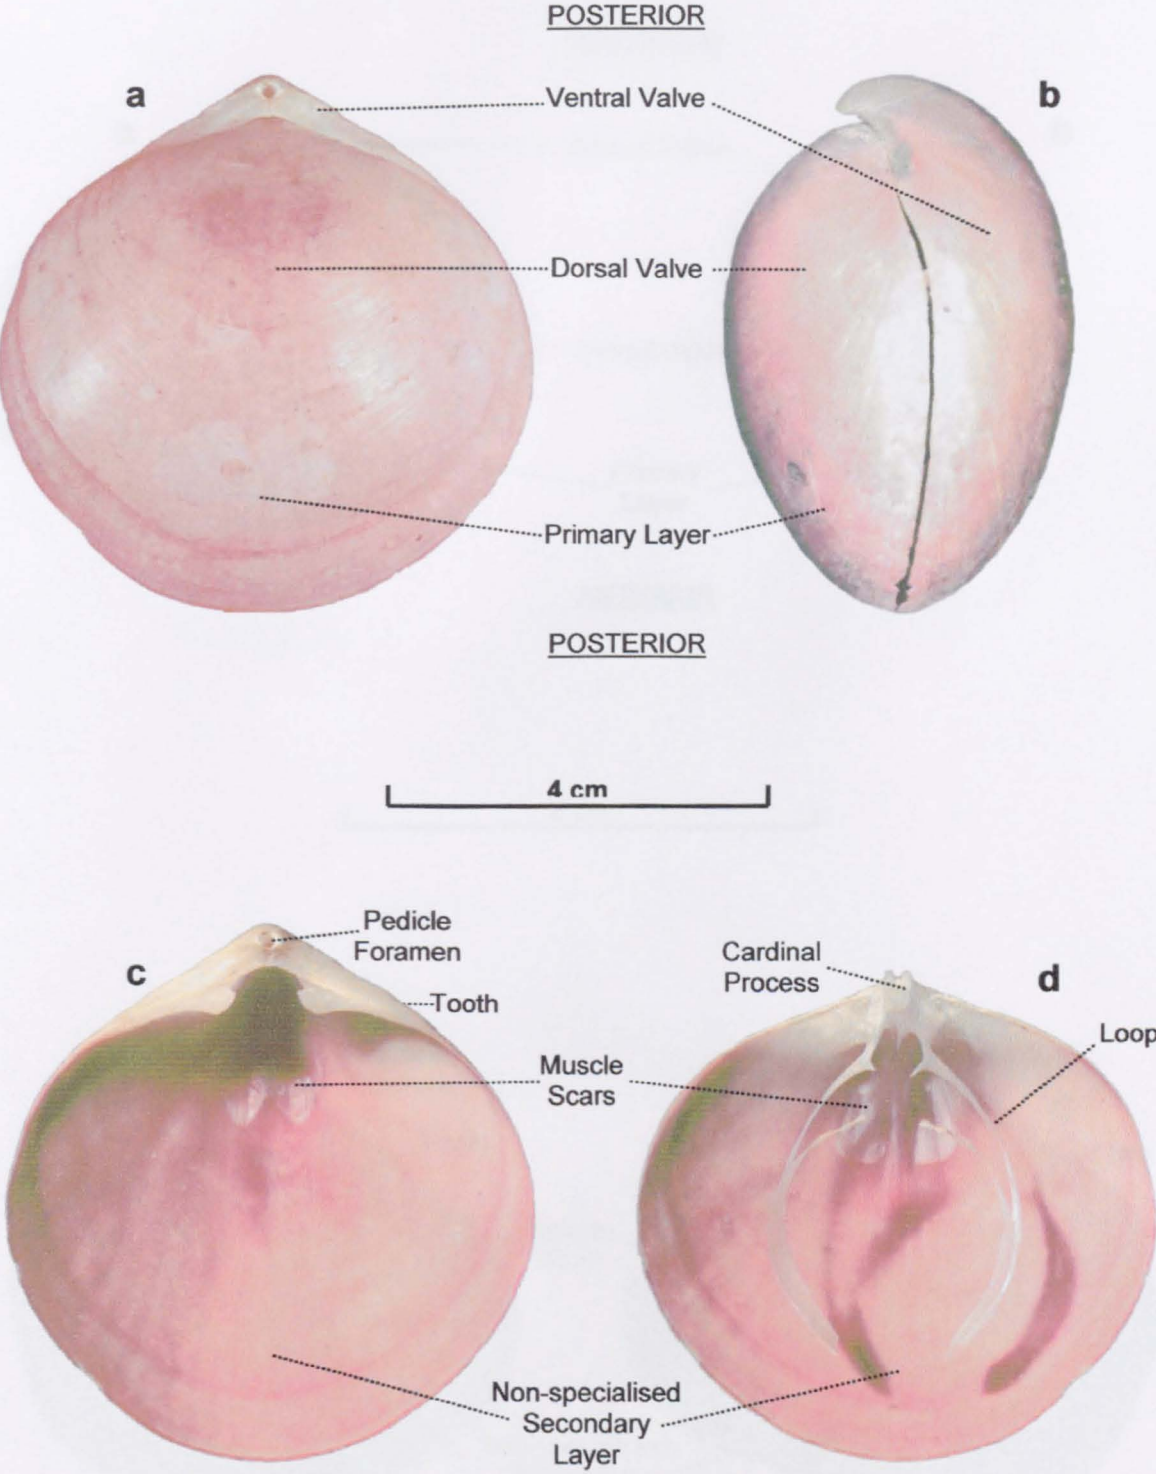 POSTERIOR
a
b
Ventral Valve
Dorsal Valve
Primary Layer
POSTERIOR
4 cm
Pedicle
Foramen
c
Tooth
Cardinal
Process
d
Loop
Muscle
Scars
Non-specialised
Secondary
Layer